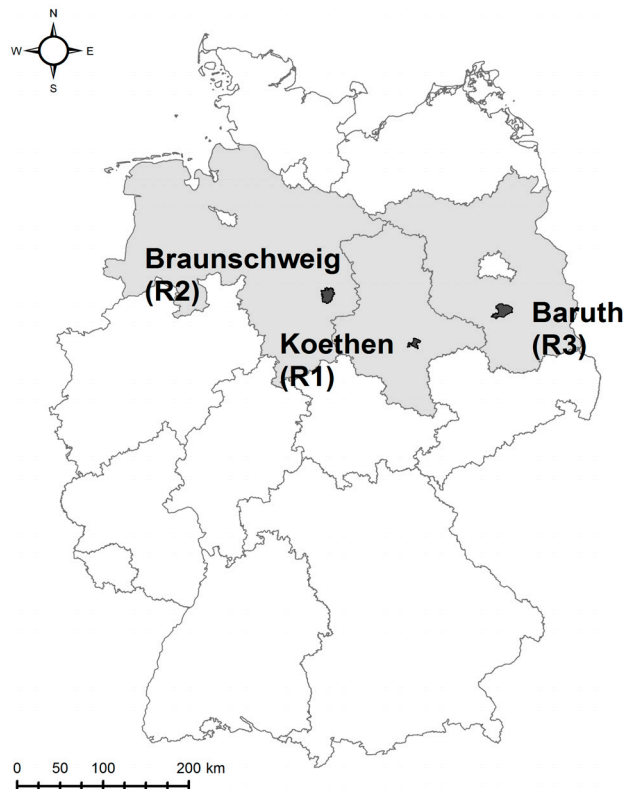 N
W E
S
Braunschweig
(R2)
Baruth
(R3)
Koethen
(R1)
0 50 100 200 km